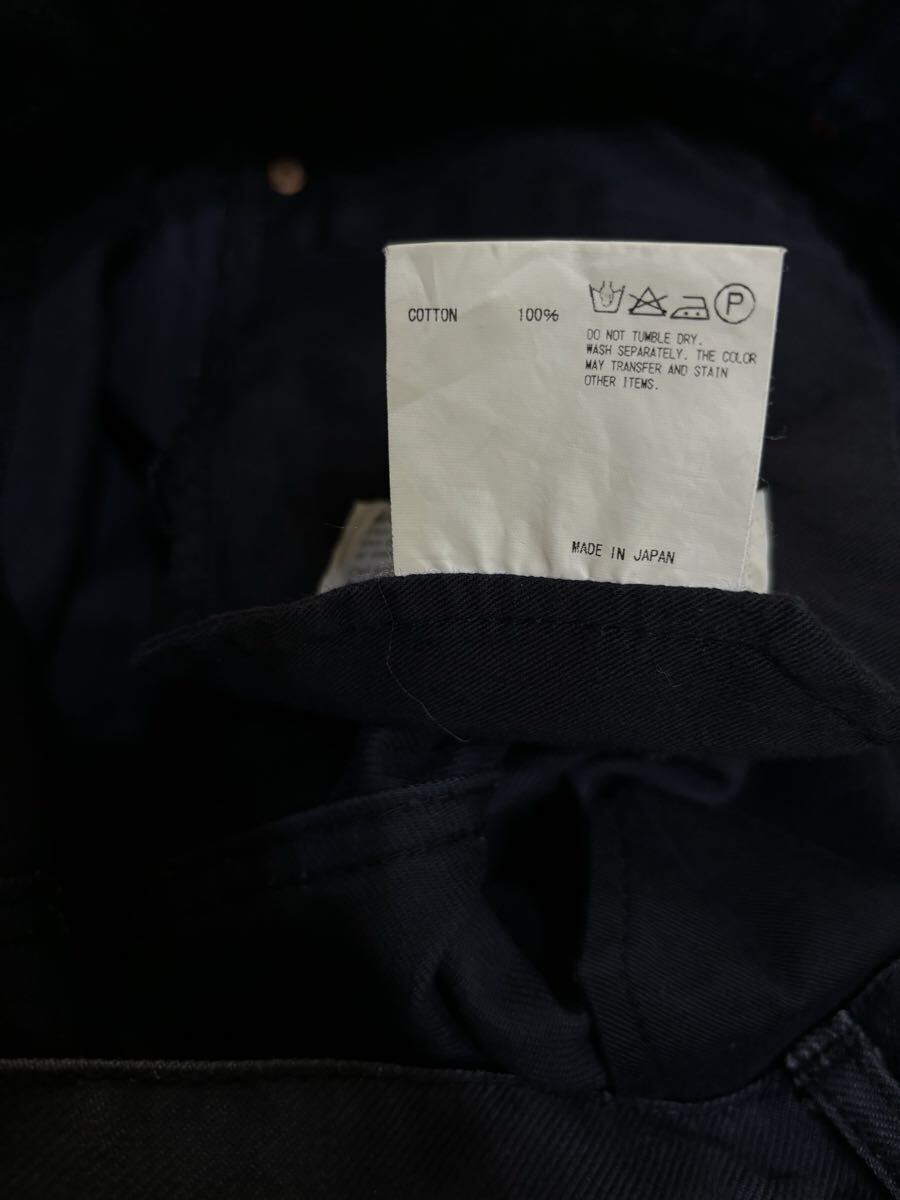 COTTON 100%
P
DO NOT TUMBLE DRY.
WASH SEPARATELY. THE COLOR
MAY TRANSFER AND STAIN
OTHER ITEMS.
MADE IN JAPAN